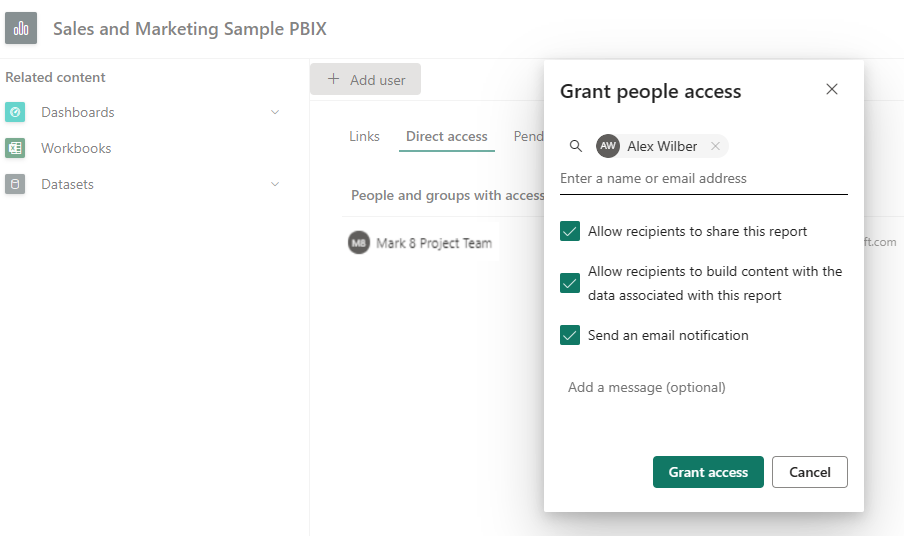 Sales and Marketing Sample PBIX
Related content
Dashboards
Workbooks
Datasets
Add user
Links
Direct access
Pend
People and groups with access
M8
Mark 8 Project Team
ft.com
Grant people access
AW
Alex Wilber
Enter a name or email address
Allow recipients to share this report
Allow recipients to build content with the
data associated with this report
Send an email notification
Add a message (optional)
Grant access
Cancel